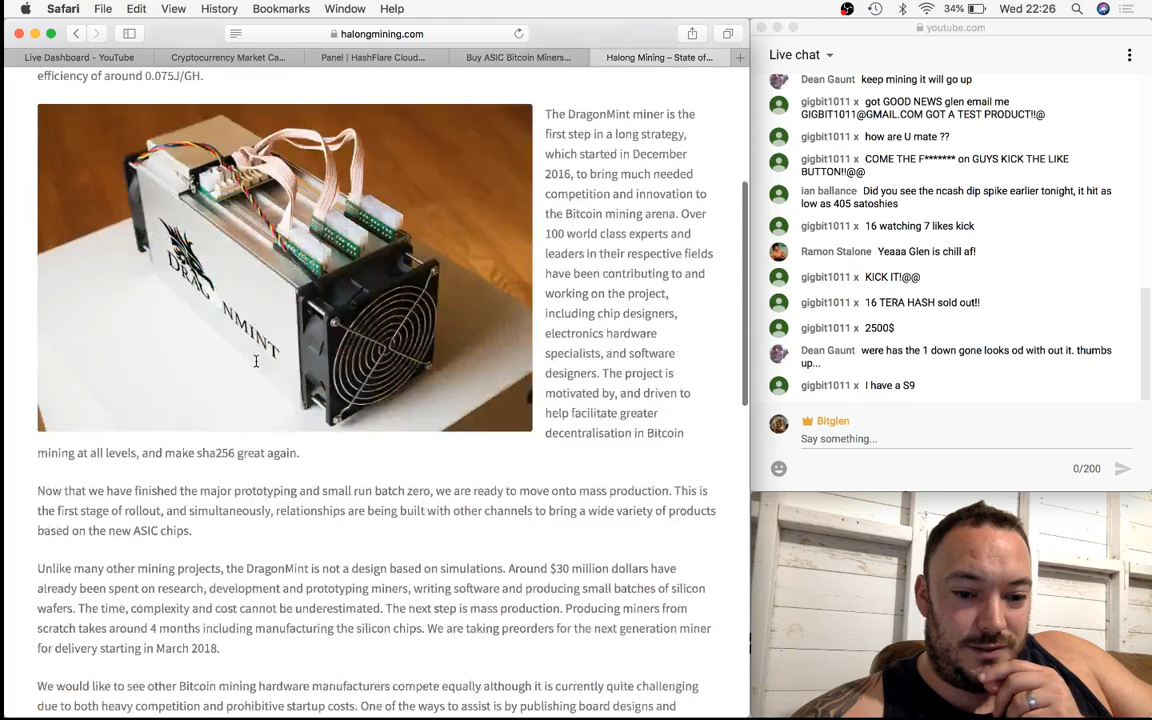 Safari File Edit View History Bookmarks Window Help 34% Wed 22:26
halongmining.com
Live Dashboard - YouTube Cryptocurrency Market Ca... Panel | HashFlare Cloud... Buy ASIC Bitcoin Miners... Halong Mining – State of...
efficiency of around 0.075J/GH.
DRAGONMINT
The DragonMint miner is the
first step in a long strategy,
which started in December
2016, to bring much needed
competition and innovation to
the Bitcoin mining arena. Over
100 world class experts and
leaders in their respective fields
have been contributing to and
working on the project,
including chip designers,
electronics hardware
specialists, and software
designers. The project is
motivated by, and driven to
help facilitate greater
decentralisation in Bitcoin
mining at all levels, and make sha256 great again.
Now that we have finished the major prototyping and small run batch zero, we are ready to move onto mass production. This is
the first stage of rollout, and simultaneously, relationships are being built with other channels to bring a wide variety of products
based on the new ASIC chips.
Unlike many other mining projects, the DragonMint is not a design based on simulations. Around $30 million dollars have
already been spent on research, development and prototyping miners, writing software and producing small batches of silicon
wafers. The time, complexity and cost cannot be underestimated. The next step is mass production. Producing miners from
scratch takes around 4 months including manufacturing the silicon chips. We are taking preorders for the next generation miner
for delivery starting in March 2018.
We would like to see other Bitcoin mining hardware manufacturers compete equally although it is currently quite challenging
due to both heavy competition and prohibitive startup costs. One of the ways to assist is by publishing board designs and
youtube.com
Live chat
Dean Gaunt keep mining it will go up
gigbit1011 x got GOOD NEWS glen email me
GIGBIT1011@GMAIL.COM GOT A TEST PRODUCT!!@
gigbit1011 x how are U mate ??
gigbit1011 x COME THE F******* on GUYS KICK THE LIKE
BUTTON!!@@
ian ballance Did you see the ncash dip spike earlier tonight, it hit as
low as 405 satoshies
gigbit1011 x 16 watching 7 likes kick
Ramon Stalone Yeaaa Glen is chill af!
gigbit1011 x KICK IT!@@
gigbit1011 x 16 TERA HASH sold out!!
gigbit1011 x 2500$
Dean Gaunt were has the 1 down gone looks od with out it. thumbs
up...
gigbit1011 x I have a S9
Bitglen
Say something...
0/200